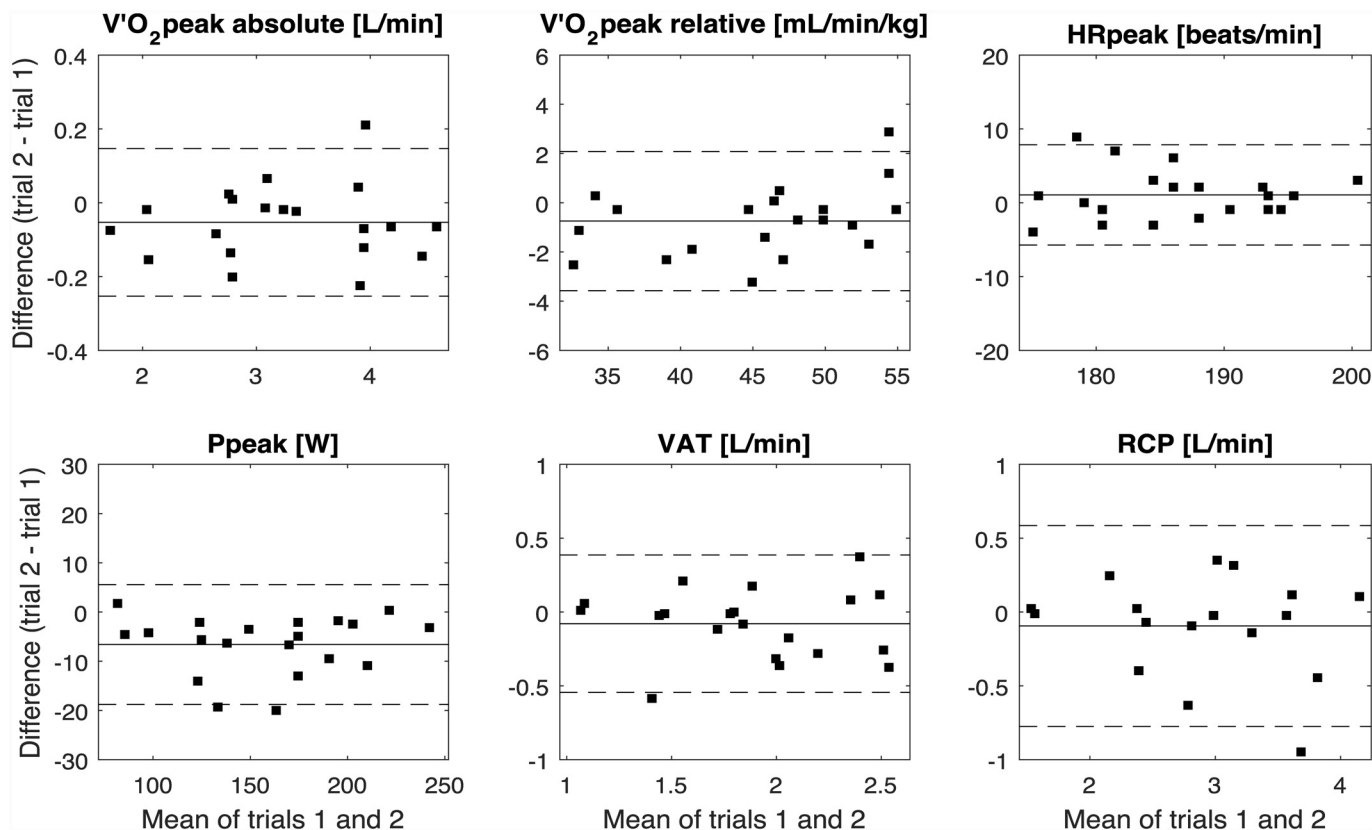 V'O2peak absolute [L/min]
V'O2peak relative [mL/min/kg]
HRpeak [beats/min]
Difference (trial 2 - trial 1)
0.4
0.2
0
-0.2
-0.4
2 3 4
6
4
2
0
-2
-4
-6
35 40 45 50 55
20
10
0
-10
-20
180 190 200
Ppeak [W]
VAT [L/min]
RCP [L/min]
Difference (trial 2 - trial 1)
30
20
10
0
-10
-20
-30
100 150 200 250
Mean of trials 1 and 2
1
0.5
0
-0.5
-1
1 1.5 2 2.5
Mean of trials 1 and 2
1
0.5
0
-0.5
-1
2 3 4
Mean of trials 1 and 2